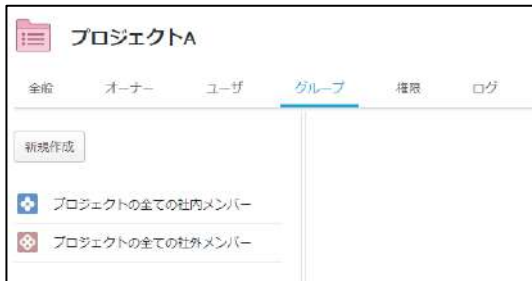 プロジェクトA
全般 オーナー ユーザ グループ 権限 ログ
新規作成
プロジェクトの全ての社内メンバー
プロジェクトの全ての社外メンバー